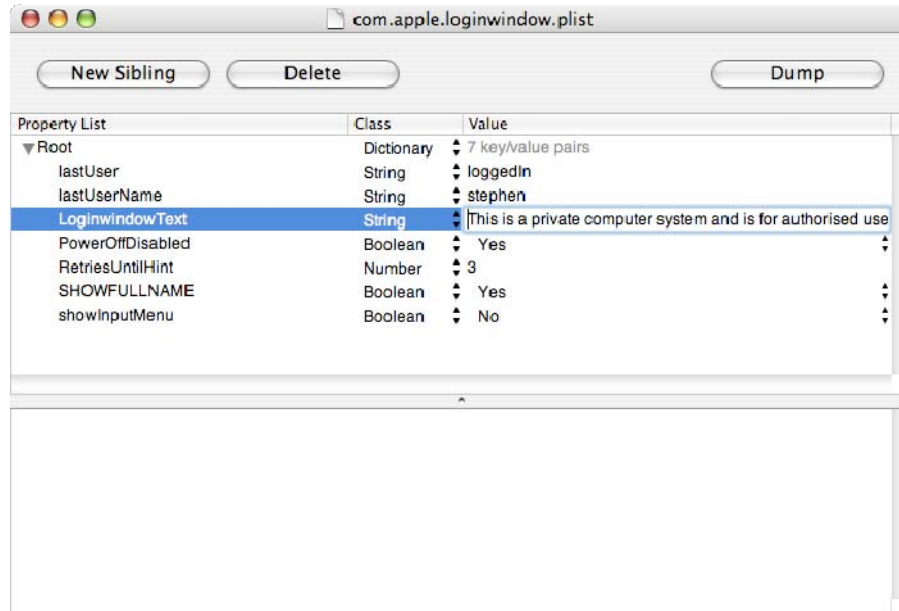 com.apple.loginwindow.plist
New Sibling Delete Dump
Property List Class Value
Root Dictionary 7 key/value pairs
lastUser String loggedIn
lastUserName String stephen
LoginwindowText String This is a private computer system and is for authorised use
PowerOffDisabled Boolean Yes
RetriesUntilHint Number 3
SHOWFULLNAME Boolean Yes
showInputMenu Boolean No